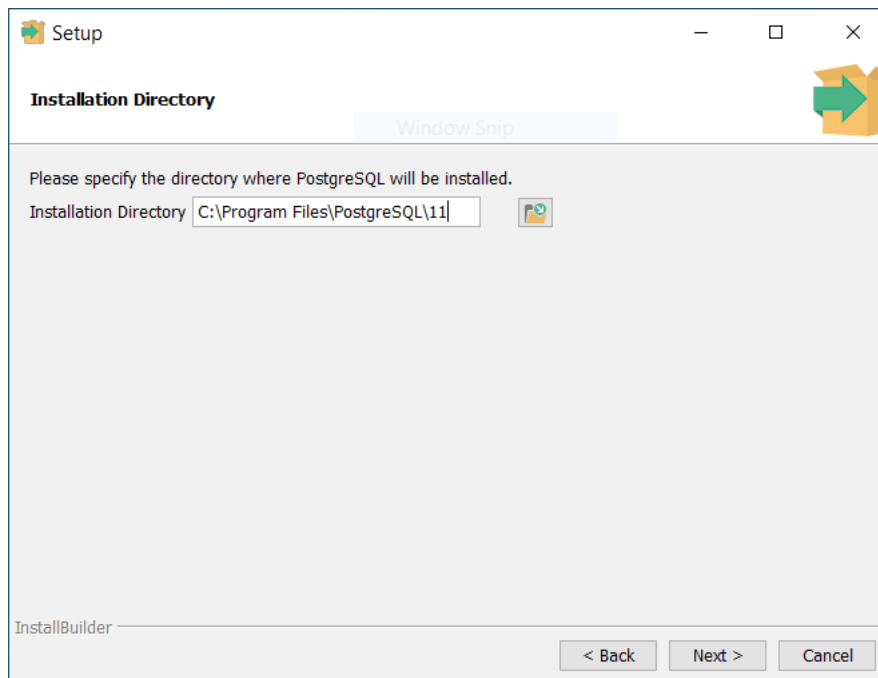 Setup
Installation Directory
Window Snip
Please specify the directory where PostgreSQL will be installed.
Installation Directory C:\Program Files\PostgreSQL\11
InstallBuilder
< Back Next > Cancel